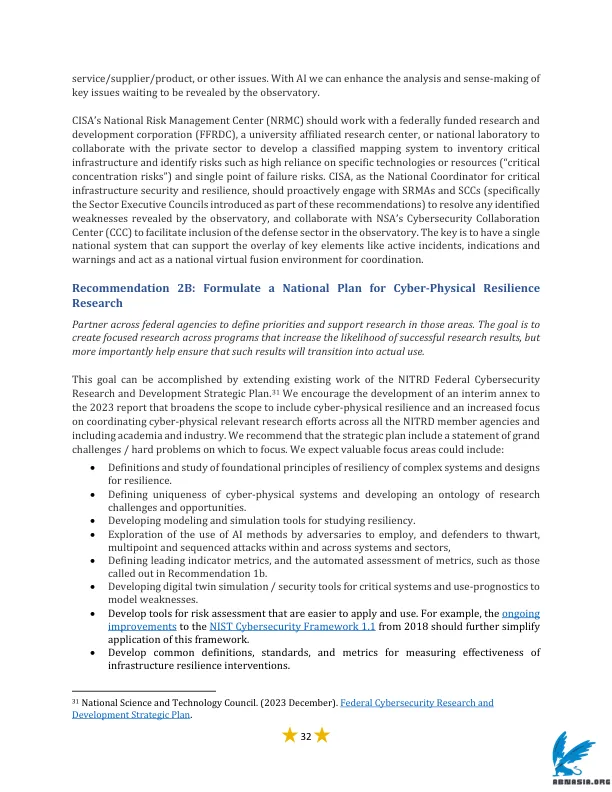 service/supplier/product, or other issues. With AI we can enhance the analysis and sense-making of
key issues waiting to be revealed by the observatory.
CISA's National Risk Management Center (NRMC) should work with a federally funded research and
development corporation (FFRDC), a university affiliated research center, or national laboratory to
collaborate with the private sector to develop a classified mapping system to inventory critical
infrastructure and identify risks such as high reliance on specific technologies or resources ("critical
concentration risks") and single point of failure risks. CISA, as the National Coordinator for critical
infrastructure security and resilience, should proactively engage with SRMAs and SCCs (specifically
the Sector Executive Councils introduced as part of these recommendations) to resolve any identified
weaknesses revealed by the observatory, and collaborate with NSA's Cybersecurity Collaboration
Center (CCC) to facilitate inclusion of the defense sector in the observatory. The key is to have a single
national system that can support the overlay of key elements like active incidents, indications and
warnings and act as a national virtual fusion environment for coordination.
Recommendation 2B: Formulate a National Plan for Cyber-Physical Resilience
Research
Partner across federal agencies to define priorities and support research in those areas. The goal is to
create focused research across programs that increase the likelihood of successful research results, but
more importantly help ensure that such results will transition into actual use.
This goal can be accomplished by extending existing work of the NITRD Federal Cybersecurity
Research and Development Strategic Plan.31 We encourage the development of an interim annex to
the 2023 report that broadens the scope to include cyber-physical resilience and an increased focus
on coordinating cyber-physical relevant research efforts across all the NITRD member agencies and
including academia and industry. We recommend that the strategic plan include a statement of grand
challenges / hard problems on which to focus. We expect valuable focus areas could include:
• Definitions and study of foundational principles of resiliency of complex systems and designs
for resilience.
• Defining uniqueness of cyber-physical systems and developing an ontology of research
challenges and opportunities.
• Developing modeling and simulation tools for studying resiliency.
• Exploration of the use of AI methods by adversaries to employ, and defenders to thwart,
multipoint and sequenced attacks within and across systems and sectors,
• Defining leading indicator metrics, and the automated assessment of metrics, such as those
called out in Recommendation 1b.
• Developing digital twin simulation / security tools for critical systems and use-prognostics to
model weaknesses.
• Develop tools for risk assessment that are easier to apply and use. For example, the ongoing
improvements to the NIST Cybersecurity Framework 1.1 from 2018 should further simplify
application of this framework.
• Develop common definitions, standards, and metrics for measuring effectiveness of
infrastructure resilience interventions.
31 National Science and Technology Council. (2023 December). Federal Cybersecurity Research and
Development Strategic Plan.
32
ABNASIA.ORG